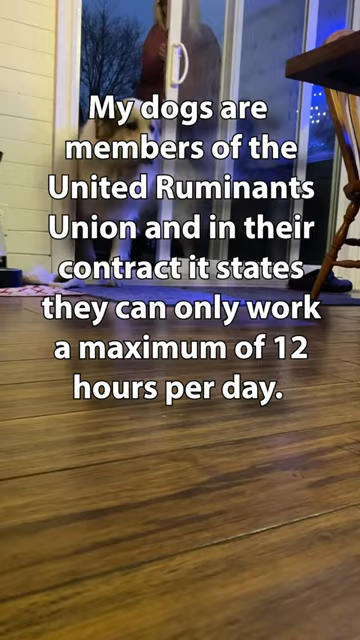 My dogs are
members of the
United Ruminants
Union and in their
contract it states
they can only work
a maximum of 12
hours per day.